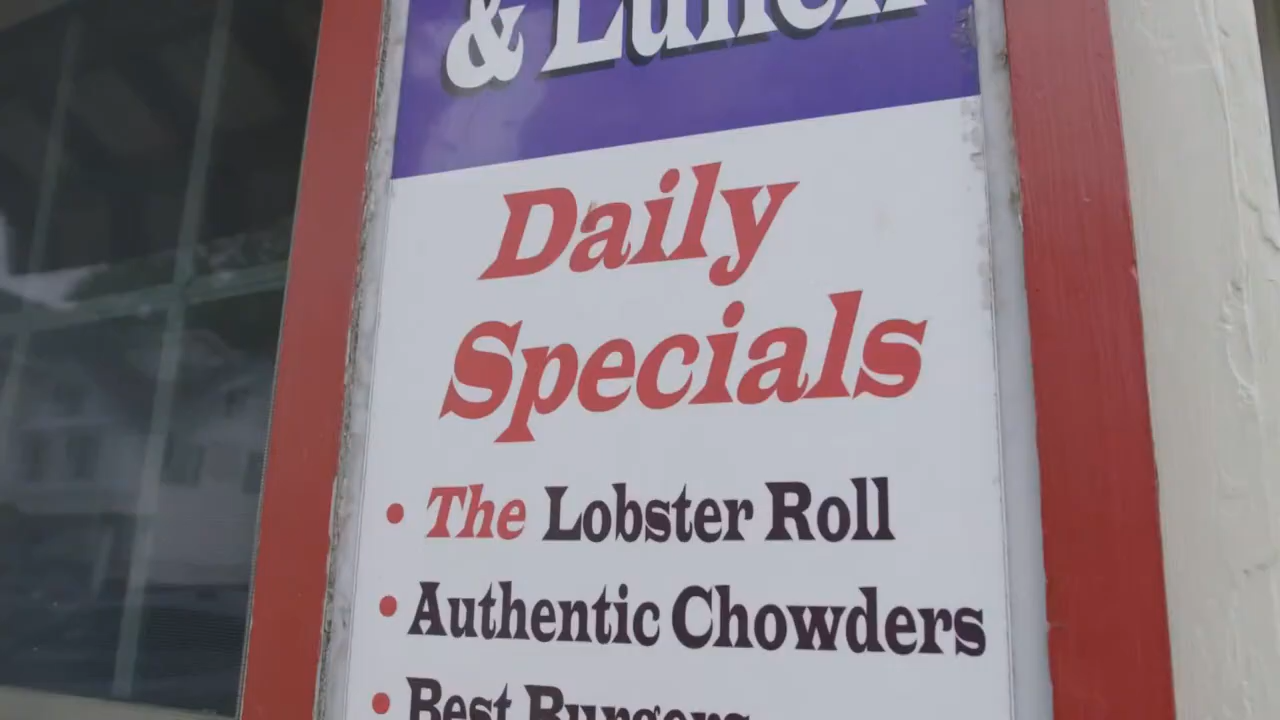 & Lunch
Daily
Specials
• The Lobster Roll
• Authentic Chowders
• Best Burgers